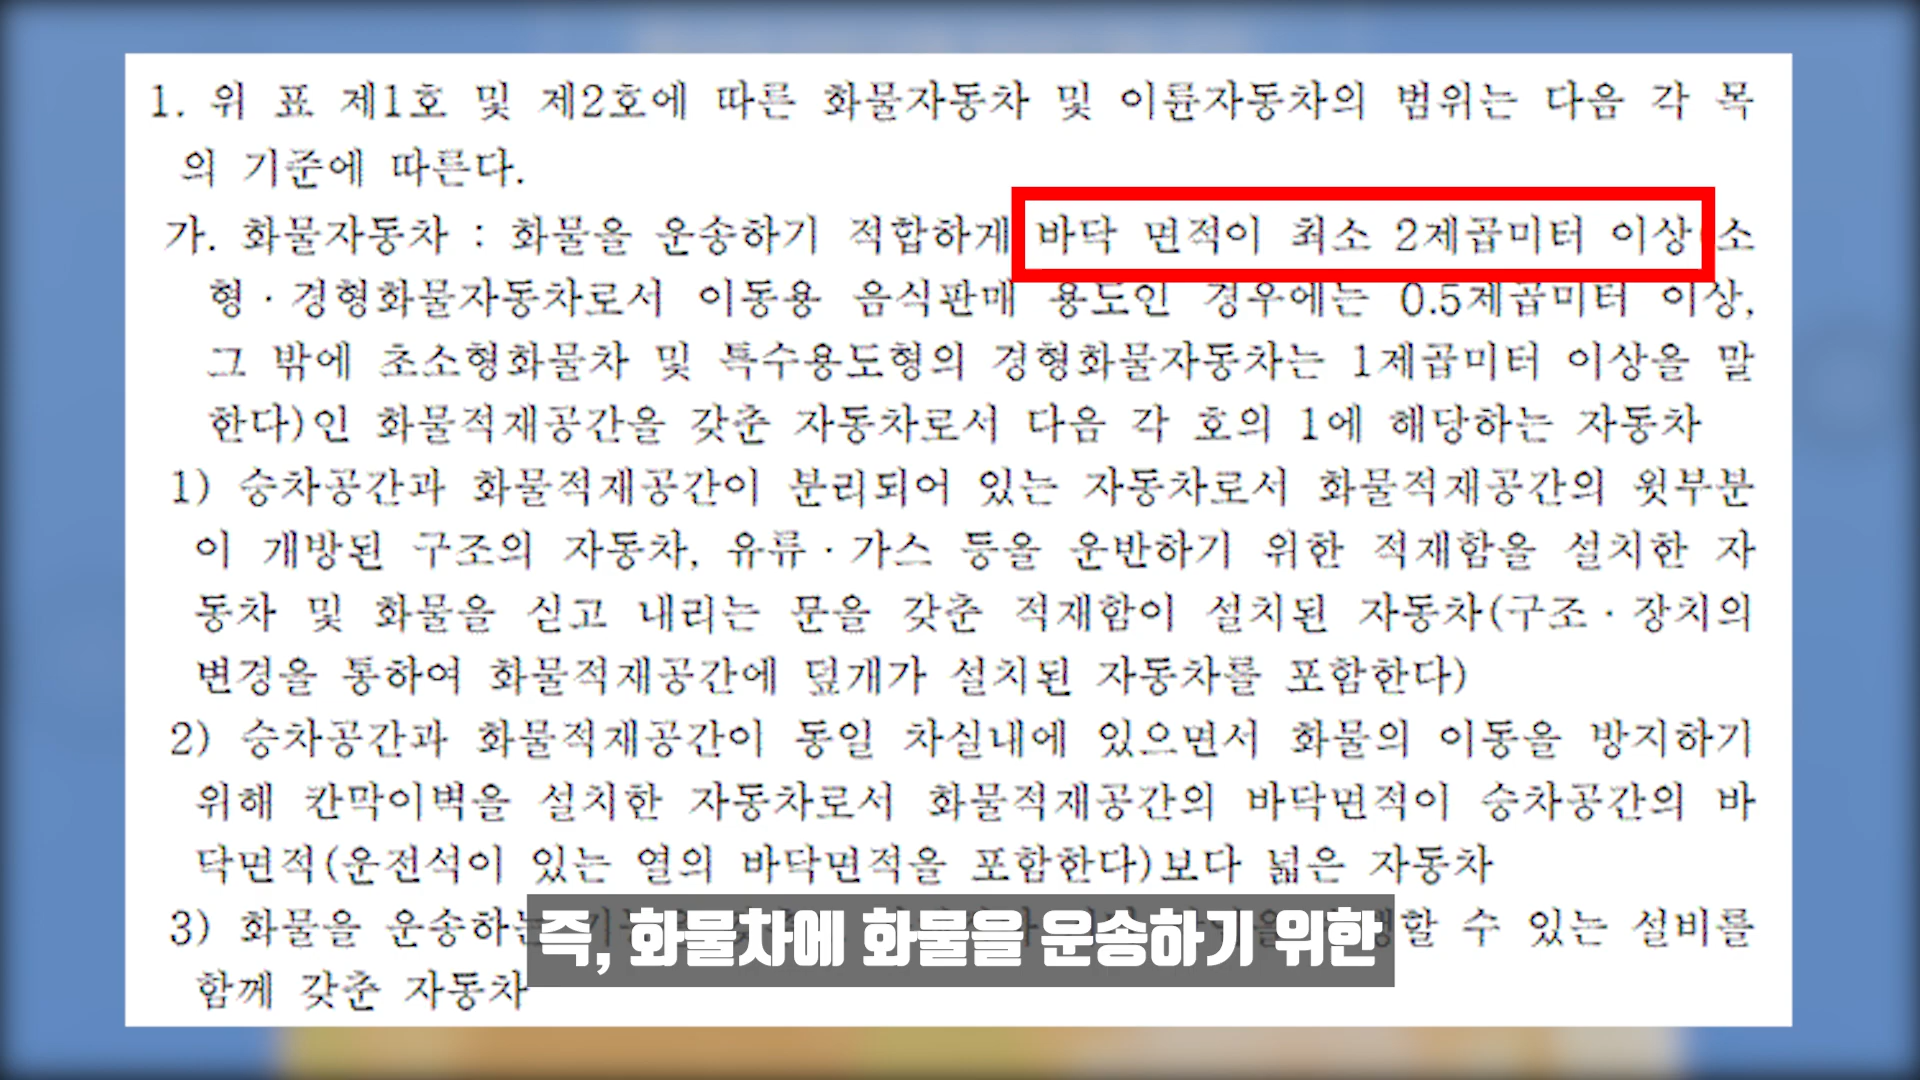 1. 위 표 제1호 및 제2호에 따른 화물자동차 및 이륜자동차의 범위는 다음 각 목
의 기준에 따른다.
가. 화물자동차 : 화물을 운송하기 적합하게 바닥 면적이 최소 2제곱미터 이상(소
형·경형화물자동차로서 이동용 음식판매 용도인 경우에는 0.5제곱미터 이상,
그 밖에 초소형화물차 및 특수용도형의 경형화물자동차는 1제곱미터 이상을 말
한다)인 화물적재공간을 갖춘 자동차로서 다음 각 호의 1에 해당하는 자동차
1) 승차공간과 화물적재공간이 분리되어 있는 자동차로서 화물적재공간의 윗부분
이 개방된 구조의 자동차, 유류·가스 등을 운반하기 위한 적재함을 설치한 자
동차 및 화물을 싣고 내리는 문을 갖춘 적재함이 설치된 자동차(구조·장치의
변경을 통하여 화물적재공간에 덮개가 설치된 자동차를 포함한다)
2) 승차공간과 화물적재공간이 동일 차실내에 있으면서 화물의 이동을 방지하기
위해 칸막이벽을 설치한 자동차로서 화물적재공간의 바닥면적이 승차공간의 바
닥면적(운전석이 있는 열의 바닥면적을 포함한다)보다 넓은 자동차
3) 화물을 운송하는 할 수 있는 설비를
함께 갖춘 자동차
즉, 화물차에 화물을 운송하기 위한